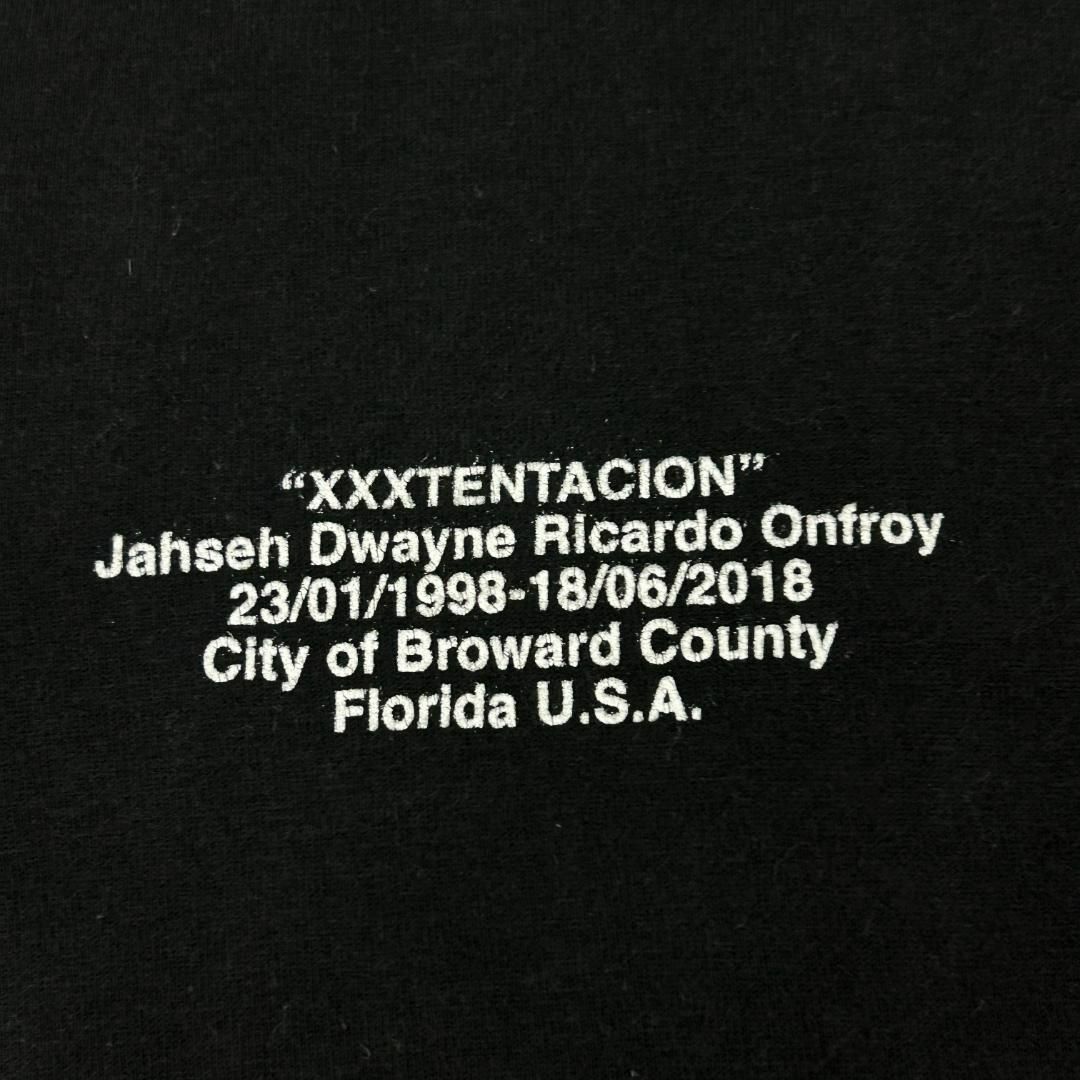 “XXXTENTACION”
Jahseh Dwayne Ricardo Onfroy
23/01/1998-18/06/2018
City of Broward County
Florida U.S.A.